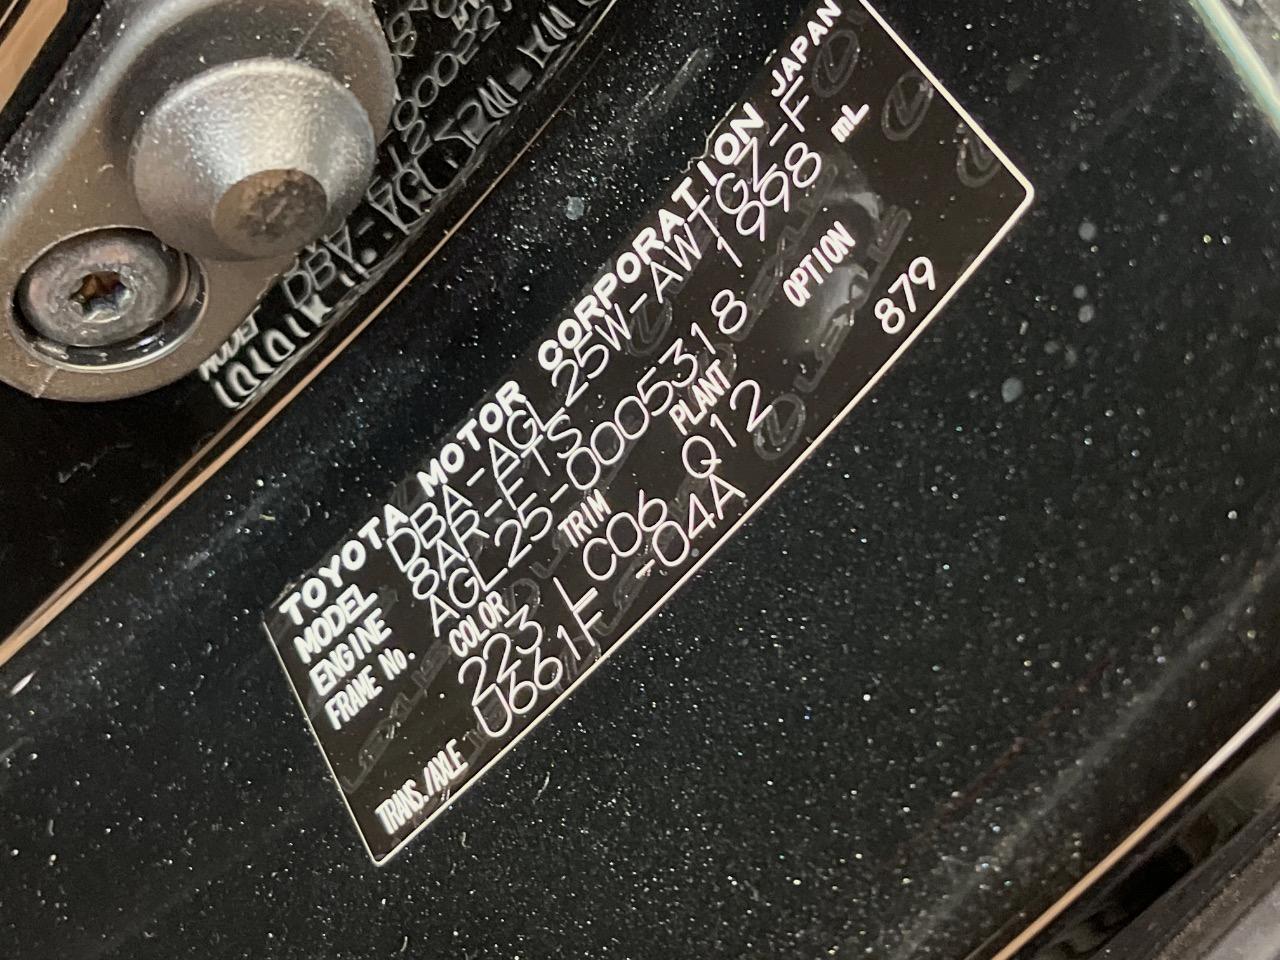 TOYOTA MOTOR CORPORATION JAPAN
MODEL DBA-AGL25W-AWTGZ-F
ENGINE 8AR-FTS 1998 mL
FRAME No. AGL25-0005318
COLOR TRIM PLANT OPTION
223 LC06 Q12 879
TRANS./AXLE U661F -04A